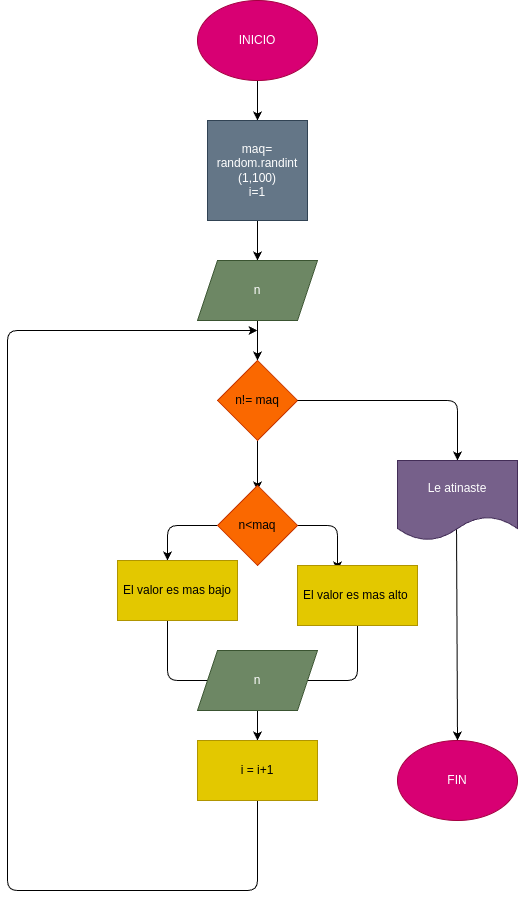 INICIO
maq=
random.randint
(1,100)
i=1
n
n!= maq
Le atinaste
n<maq
El valor es mas bajo
El valor es mas alto
n
i = i+1
FIN